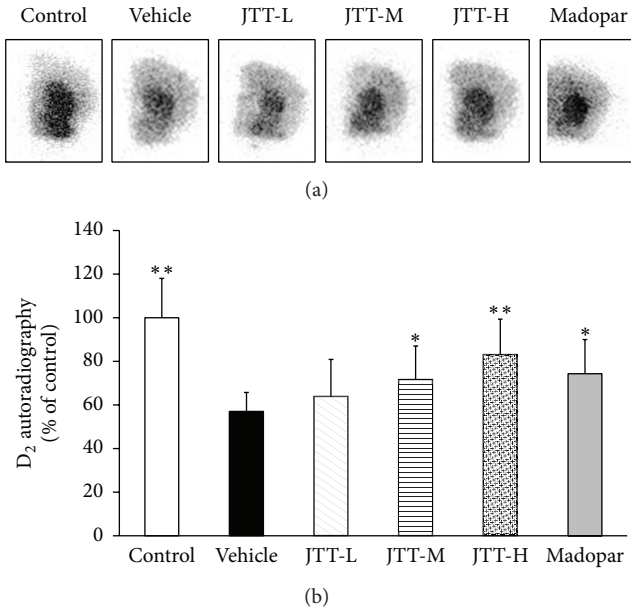 Control Vehicle JTT-L JTT-M JTT-H Madopar
(a)
D2 autoradiography
(% of control)
140
120
100
80
60
40
20
0
**
*
**
*
Control Vehicle JTT-L JTT-M JTT-H Madopar
(b)